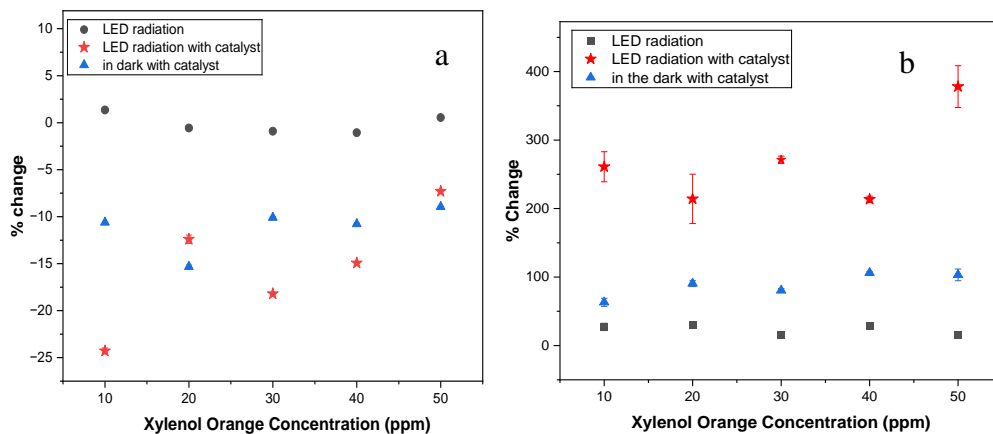 a
LED radiation
LED radiation with catalyst
in dark with catalyst
10
5
0
−5
−10
−15
−20
−25
% change
10 20 30 40 50
Xylenol Orange Concentration (ppm)
b
LED radiation
LED radiation with catalyst
in the dark with catalyst
400
300
200
100
0
% Change
10 20 30 40 50
Xylenol Orange Concentration (ppm)